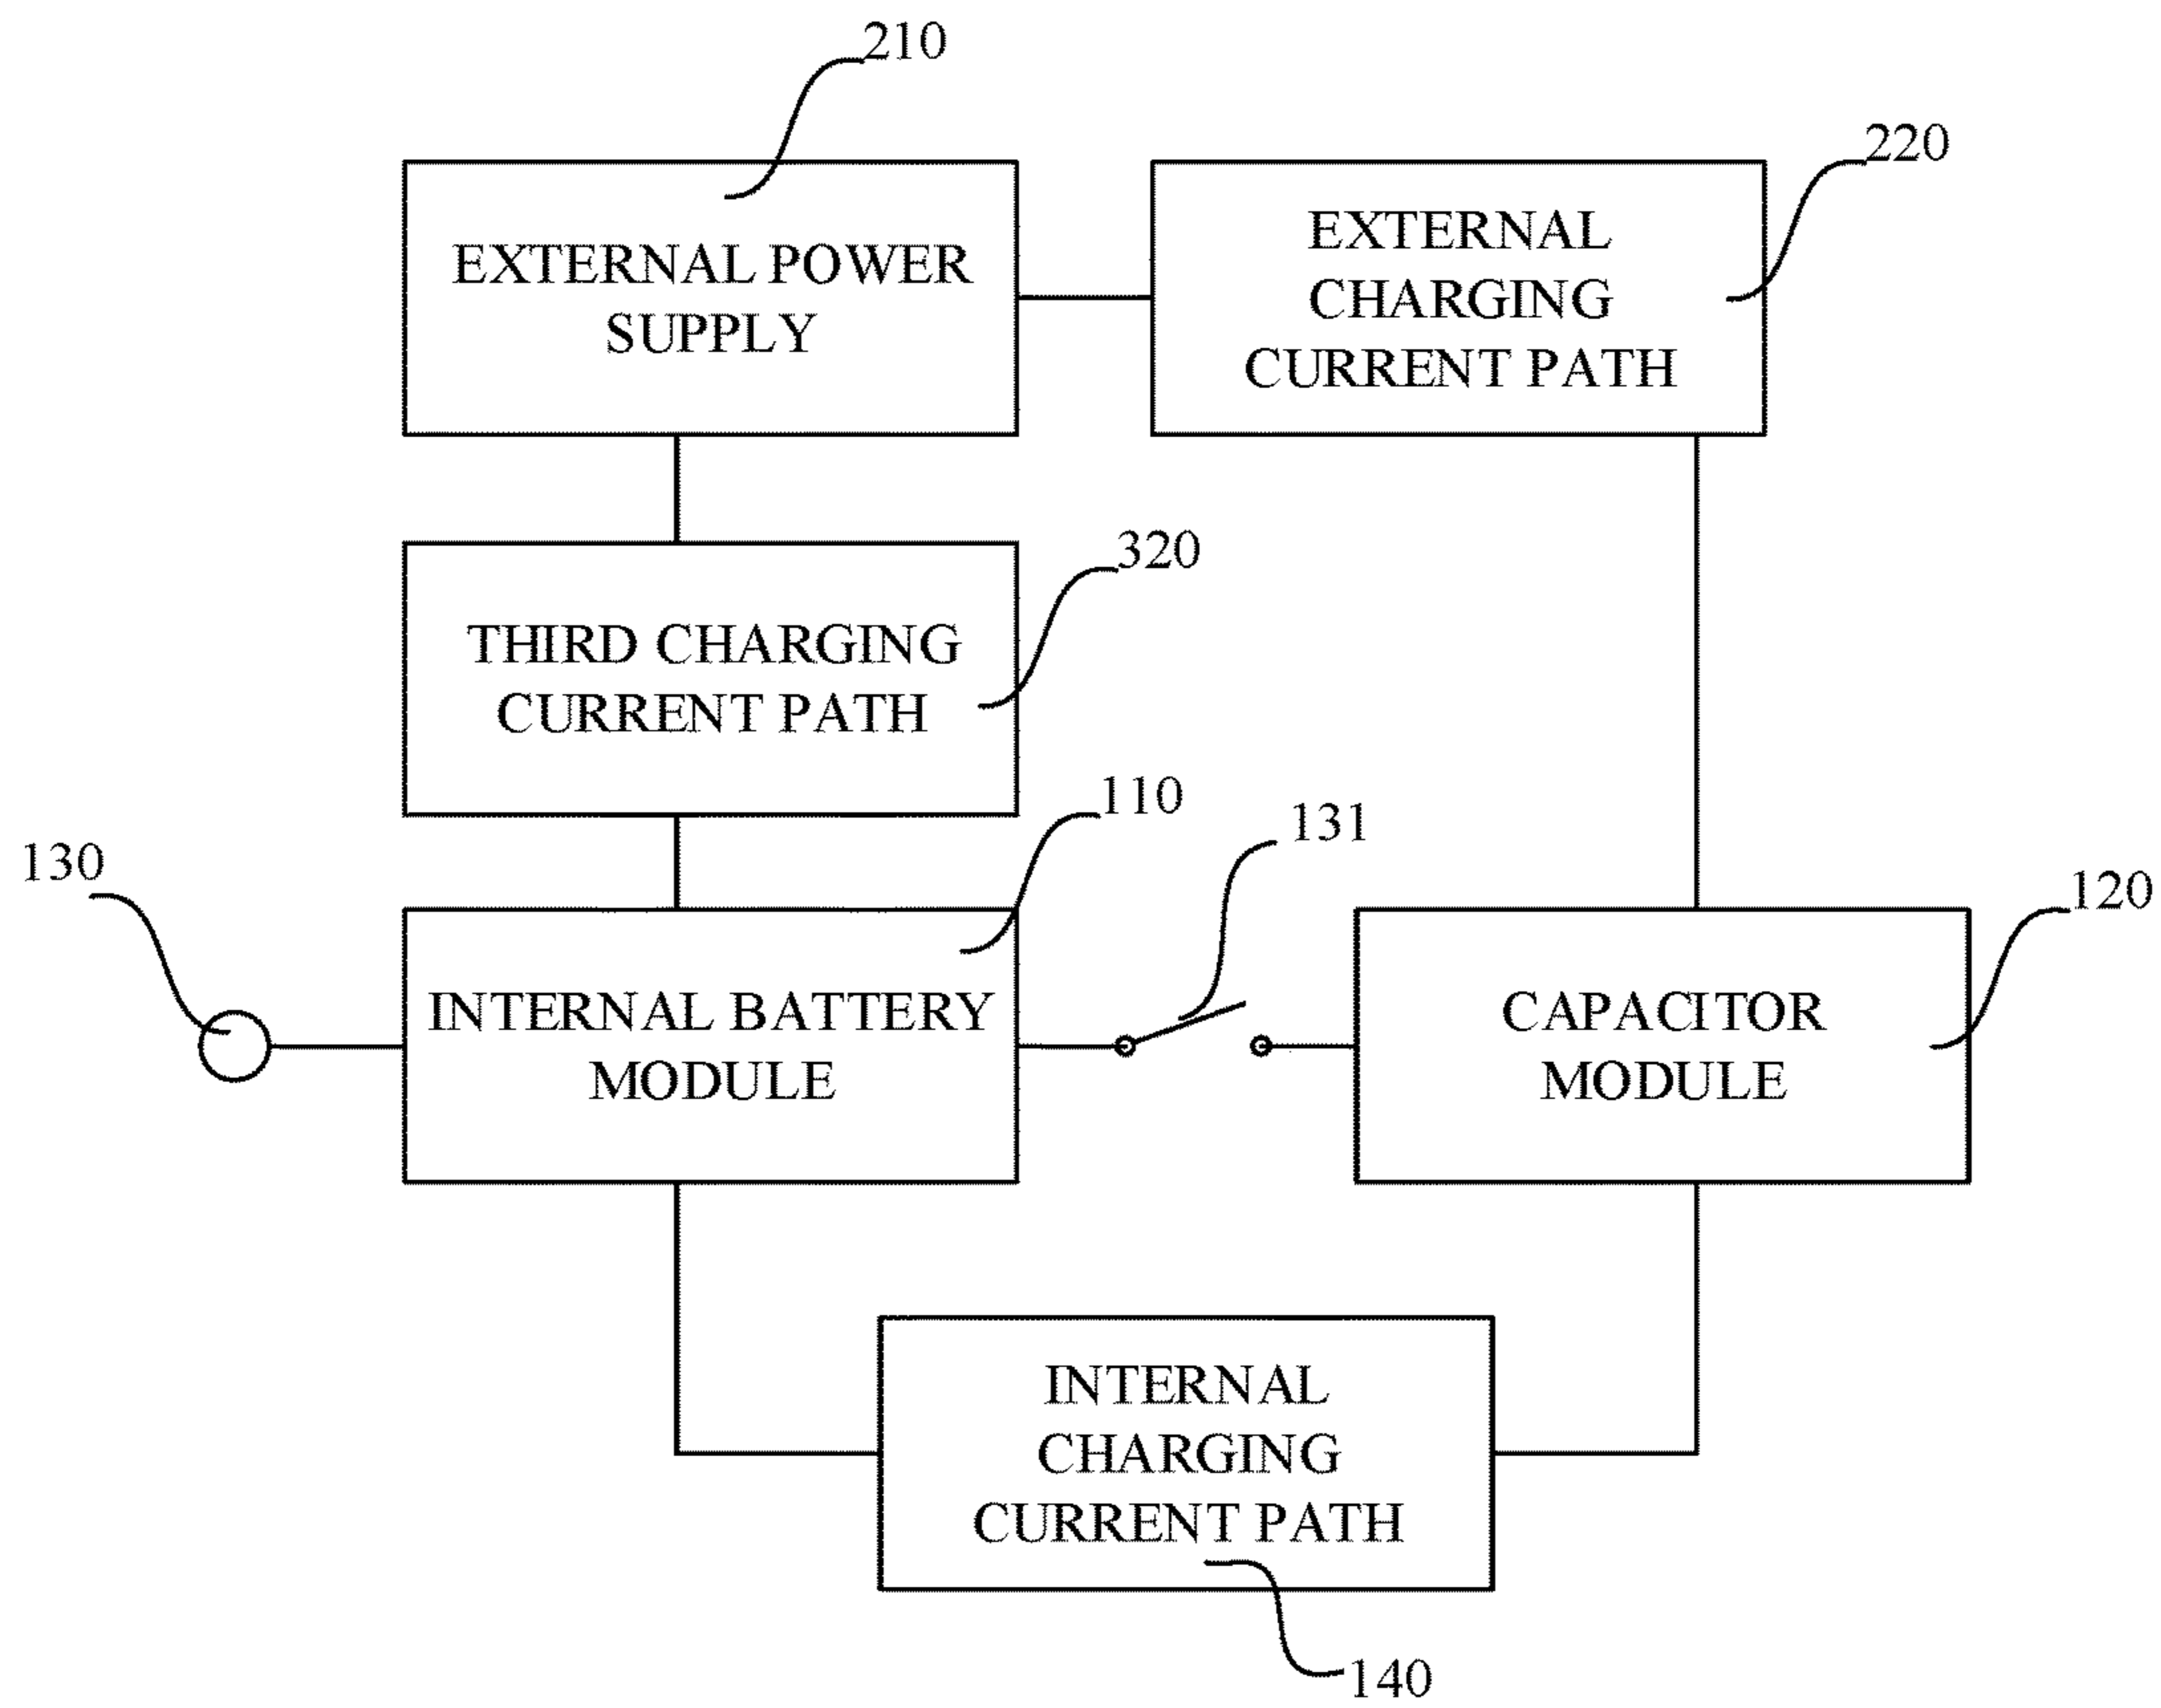 210
220
EXTERNAL POWER
SUPPLY
EXTERNAL
CHARGING
CURRENT PATH
320
THIRD CHARGING
CURRENT PATH
110
131
130
120
INTERNAL BATTERY
MODULE
CAPACITOR
MODULE
INTERNAL
CHARGING
CURRENT PATH
140